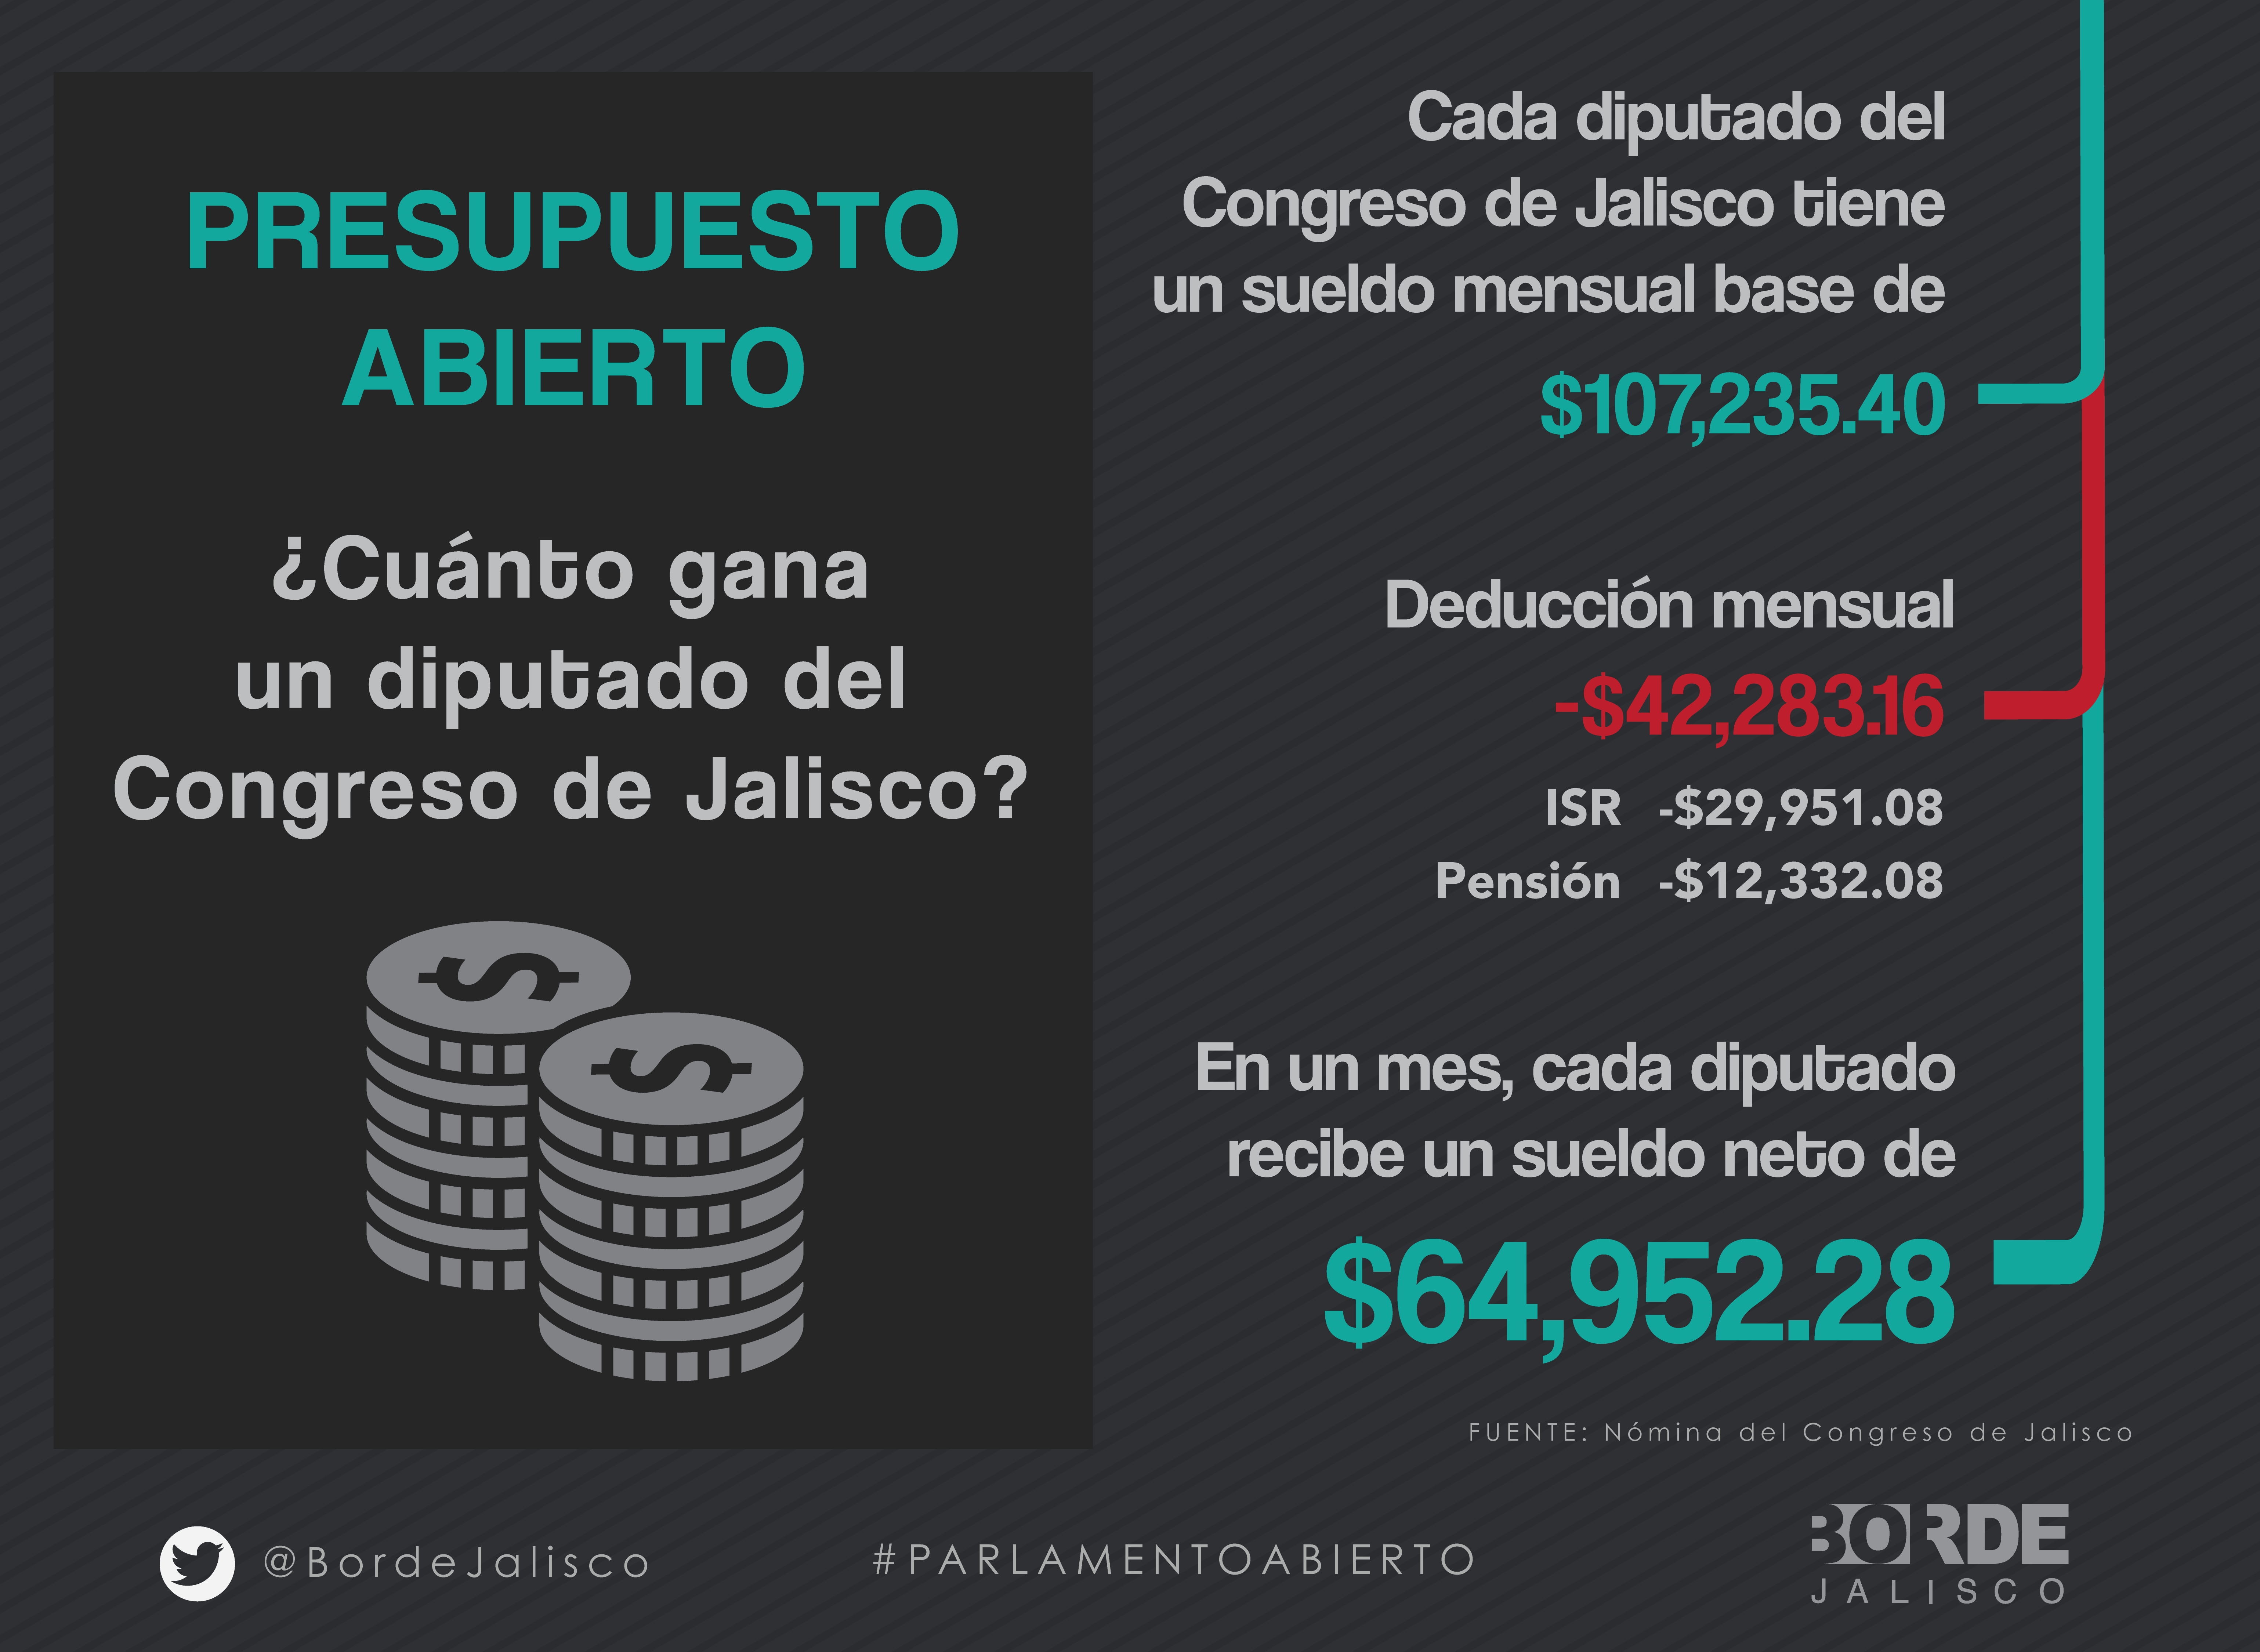 PRESUPUESTO
ABIERTO
¿Cuánto gana
un diputado del
Congreso de Jalisco?
Cada diputado del
Congreso de Jalisco tiene
un sueldo mensual base de
$107,235.40
Deducción mensual
-$42,283.16
ISR -$29,951.08
Pensión -$12,332.08
En un mes, cada diputado
recibe un sueldo neto de
$64,952.28
FUENTE: Nómina del Congreso de Jalisco
@BordeJalisco
#PARLAMENTOABIERTO
BORDE
JALISCO